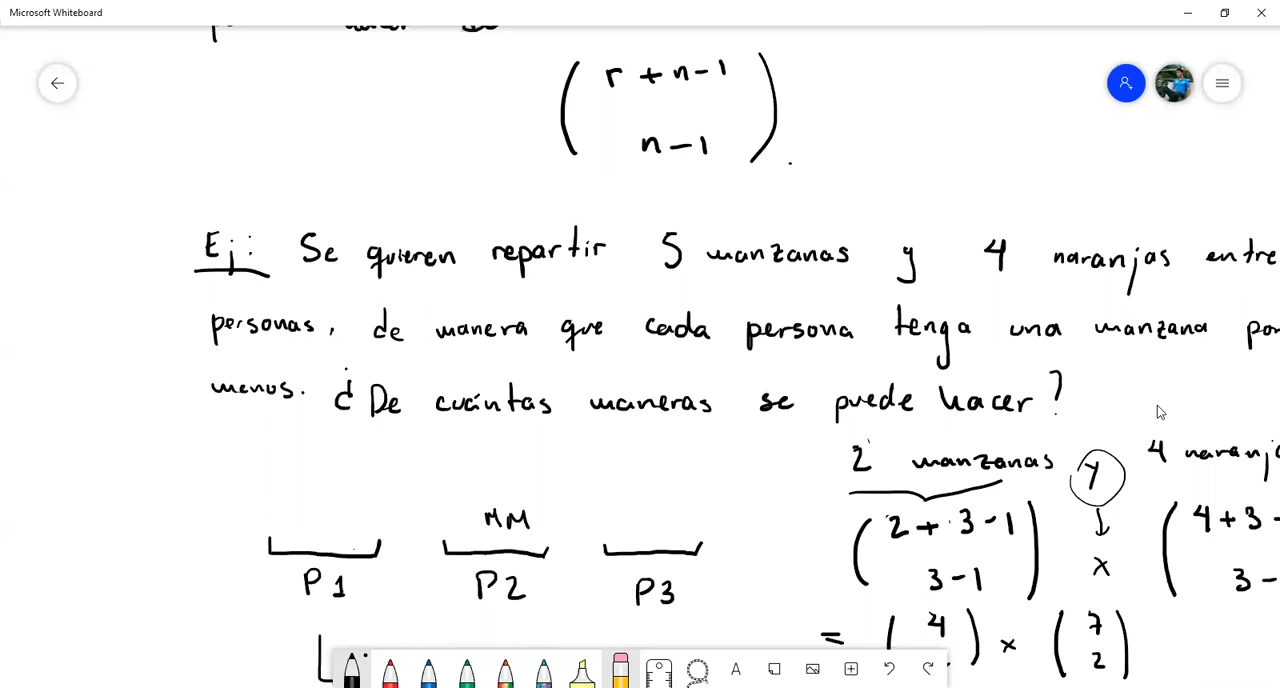 Microsoft Whiteboard
( r + n - 1
n - 1 ) .
Ej: Se quieren repartir 5 manzanas y 4 naranjas entre
personas, de manera que cada persona tenga una manzana por
menos. ¿De cuántas maneras se puede hacer?
2 manzanas y 4 naranj
MM
( 2 + 3 - 1 ) ( 4 + 3 -
3 - 1 x 3 -
P1 P2 P3
= ( 4 ) x ( 7
2 )
A